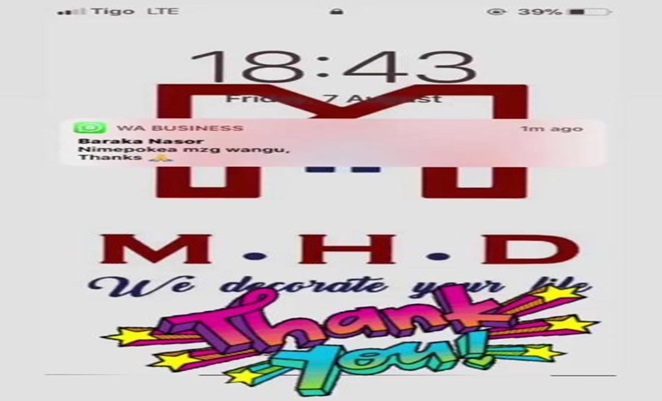 Tigo LTE
39%
18:43
Friday, 7 August
WA BUSINESS
1m ago
Baraka Nasor
Nimepokea mzg wangu,
Thanks 🙏
M • H • D
We decorate your life
Thank
You!